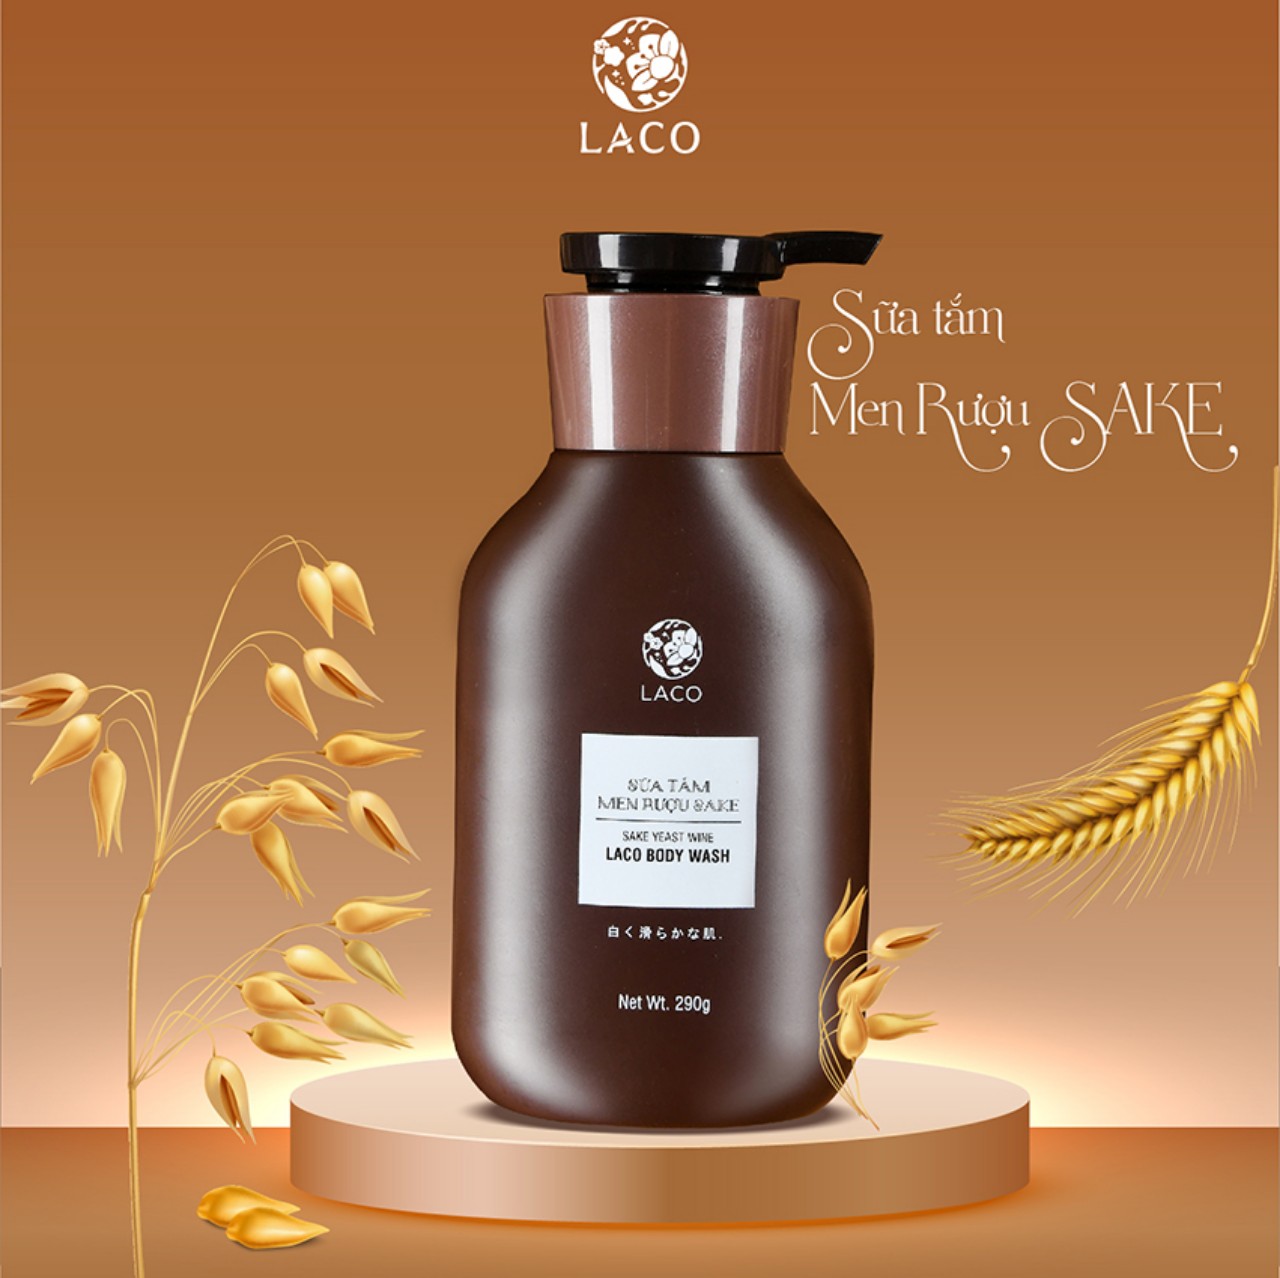 LACO
Sữa tắm
Men Rượu SAKE
LACO
SỮA TẮM
MEN RƯỢU SAKE
SAKE YEAST WINE
LACO BODY WASH
白く滑らかな肌.
Net Wt. 290g